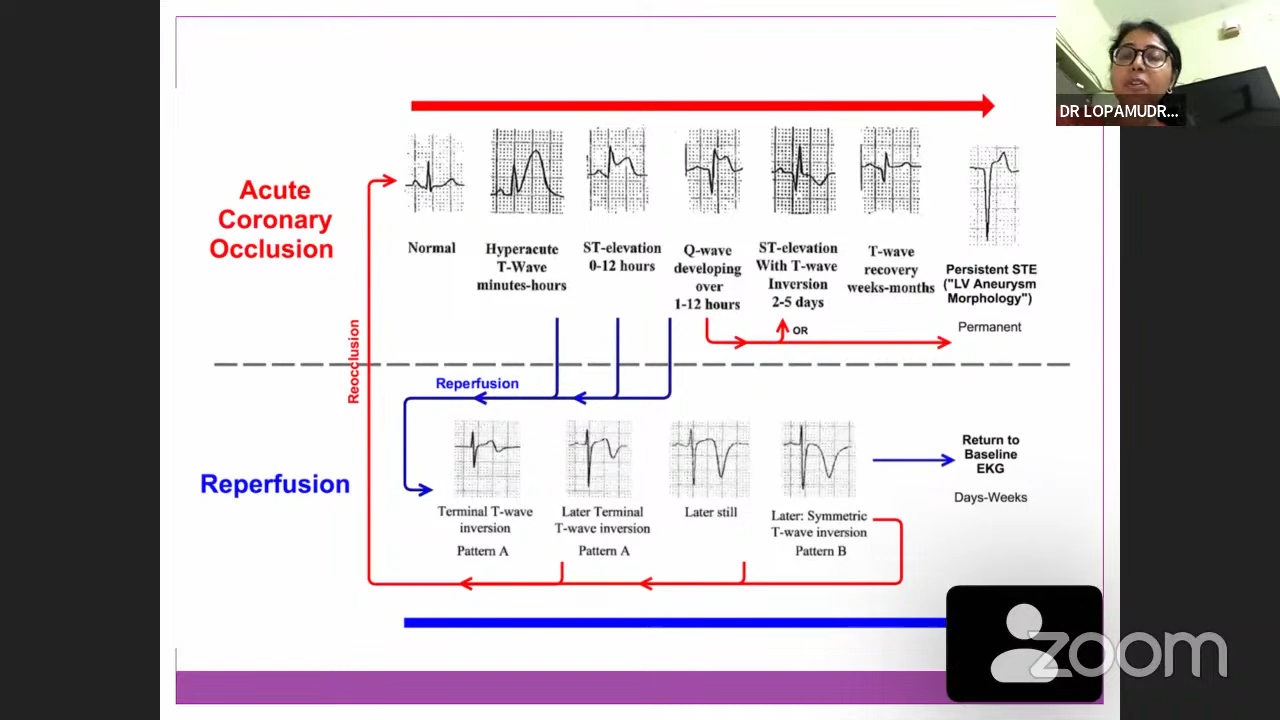 DR LOPAMUDR...
Acute
Coronary
Occlusion
Normal
Hyperacute
T-Wave
minutes-hours
ST-elevation
0-12 hours
Q-wave
developing
over
1-12 hours
ST-elevation
With T-wave
Inversion
2-5 days
T-wave
recovery
weeks-months
Persistent STE
("LV Aneurysm
Morphology")
Permanent
OR
Reocclusion
Reperfusion
Reperfusion
Terminal T-wave
inversion
Pattern A
Later Terminal
T-wave inversion
Pattern A
Later still
Later: Symmetric
T-wave inversion
Pattern B
Return to
Baseline
EKG
Days-Weeks
zoom